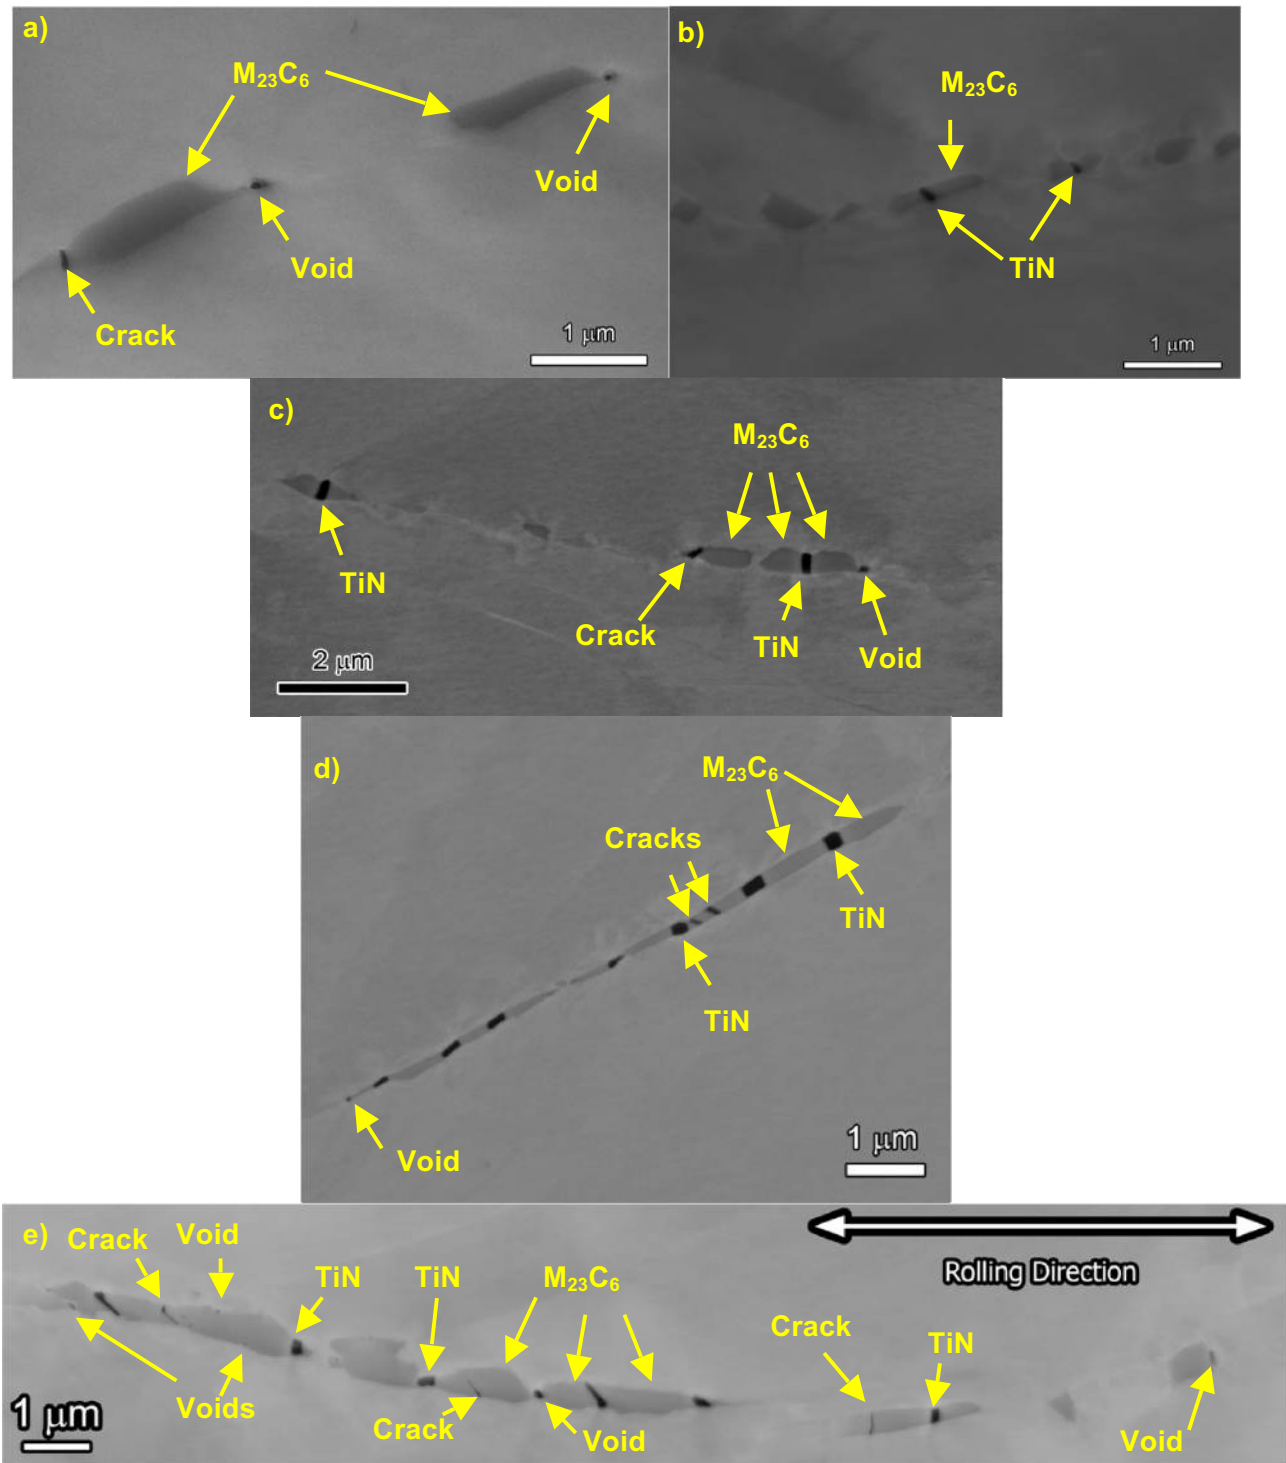 a)
M₂₃C₆
Void
Void
Crack
1 μm
b)
M₂₃C₆
TiN
1 μm
c)
M₂₃C₆
TiN
Crack
TiN
Void
2 μm
d)
M₂₃C₆
Cracks
TiN
TiN
Void
1 μm
e)
Crack
Void
TiN
TiN
M₂₃C₆
Rolling Direction
Crack
TiN
Voids
Crack
Void
Void
1 μm